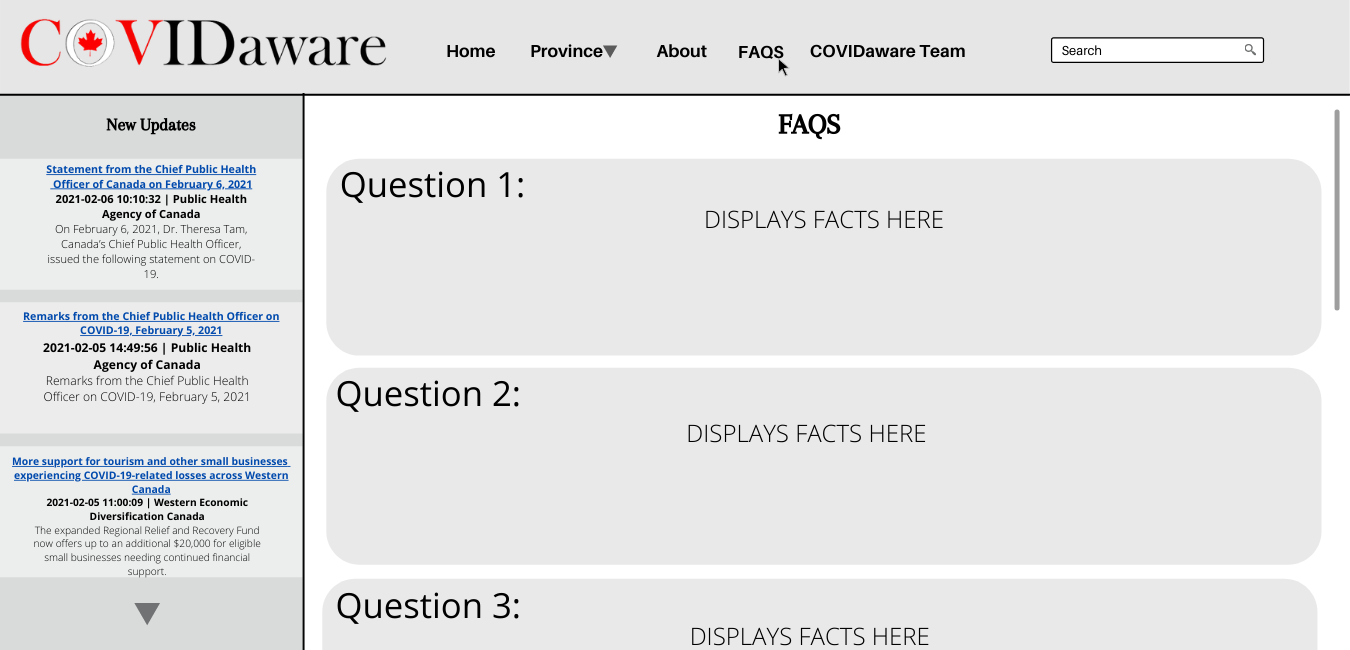 COVIDaware
Home Province About FAQS COVIDaware Team Search
New Updates
Statement from the Chief Public Health
Officer of Canada on February 6, 2021
2021-02-06 10:10:32 | Public Health
Agency of Canada
On February 6, 2021, Dr. Theresa Tam,
Canada's Chief Public Health Officer,
issued the following statement on COVID-
19.
Remarks from the Chief Public Health Officer on
COVID-19, February 5, 2021
2021-02-05 14:49:56 | Public Health
Agency of Canada
Remarks from the Chief Public Health
Officer on COVID-19, February 5, 2021
More support for tourism and other small businesses
experiencing COVID-19-related losses across Western
Canada
2021-02-05 11:00:09 | Western Economic
Diversification Canada
The expanded Regional Relief and Recovery Fund
now offers up to an additional $20,000 for eligible
small businesses needing continued financial
support.
FAQS
Question 1:
DISPLAYS FACTS HERE
Question 2:
DISPLAYS FACTS HERE
Question 3:
DISPLAYS FACTS HERE